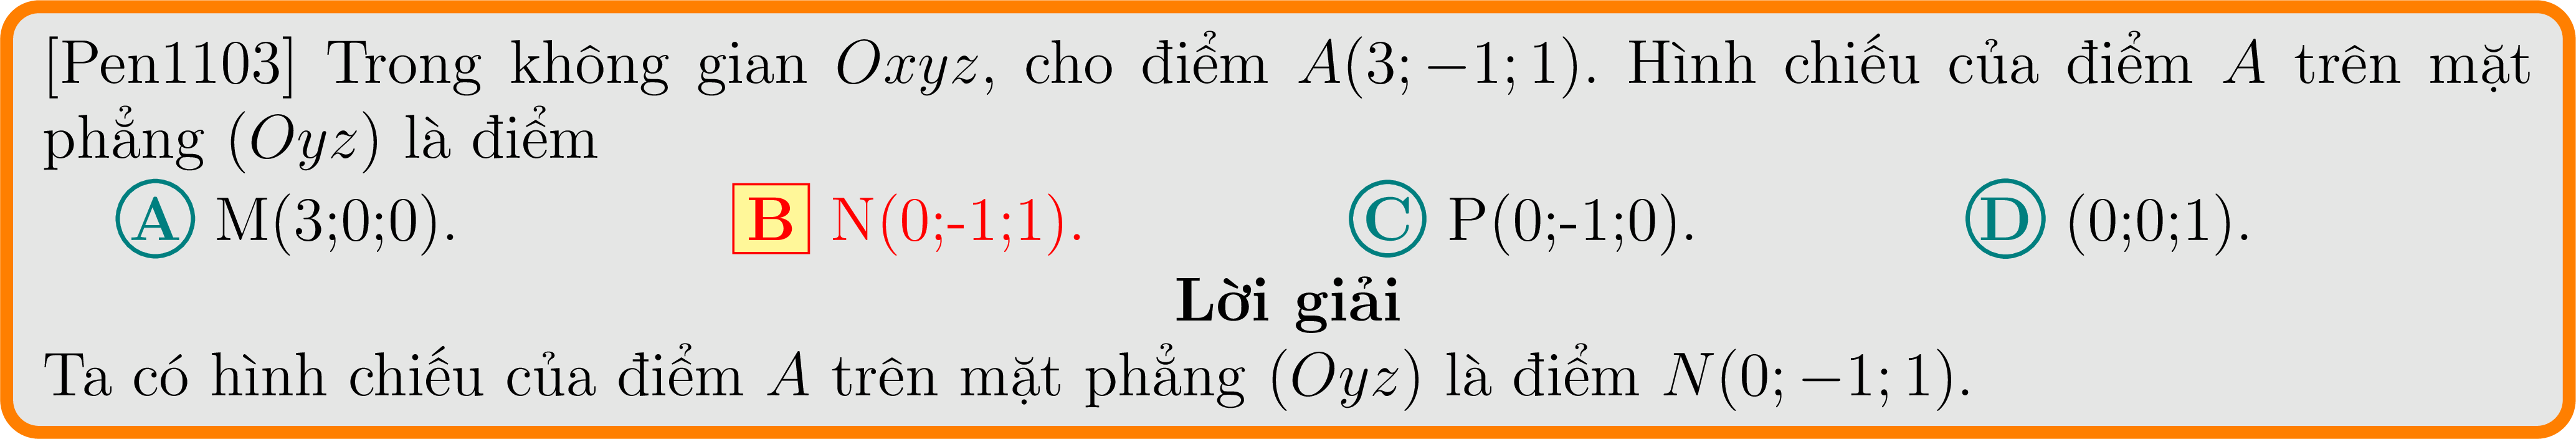 [Pen1103] Trong không gian Oxyz, cho điểm A(3; −1; 1). Hình chiếu của điểm A trên mặt
phẳng (Oyz) là điểm
A M(3;0;0). B N(0;-1;1). C P(0;-1;0). D (0;0;1).
Lời giải
Ta có hình chiếu của điểm A trên mặt phẳng (Oyz) là điểm N(0; −1; 1).